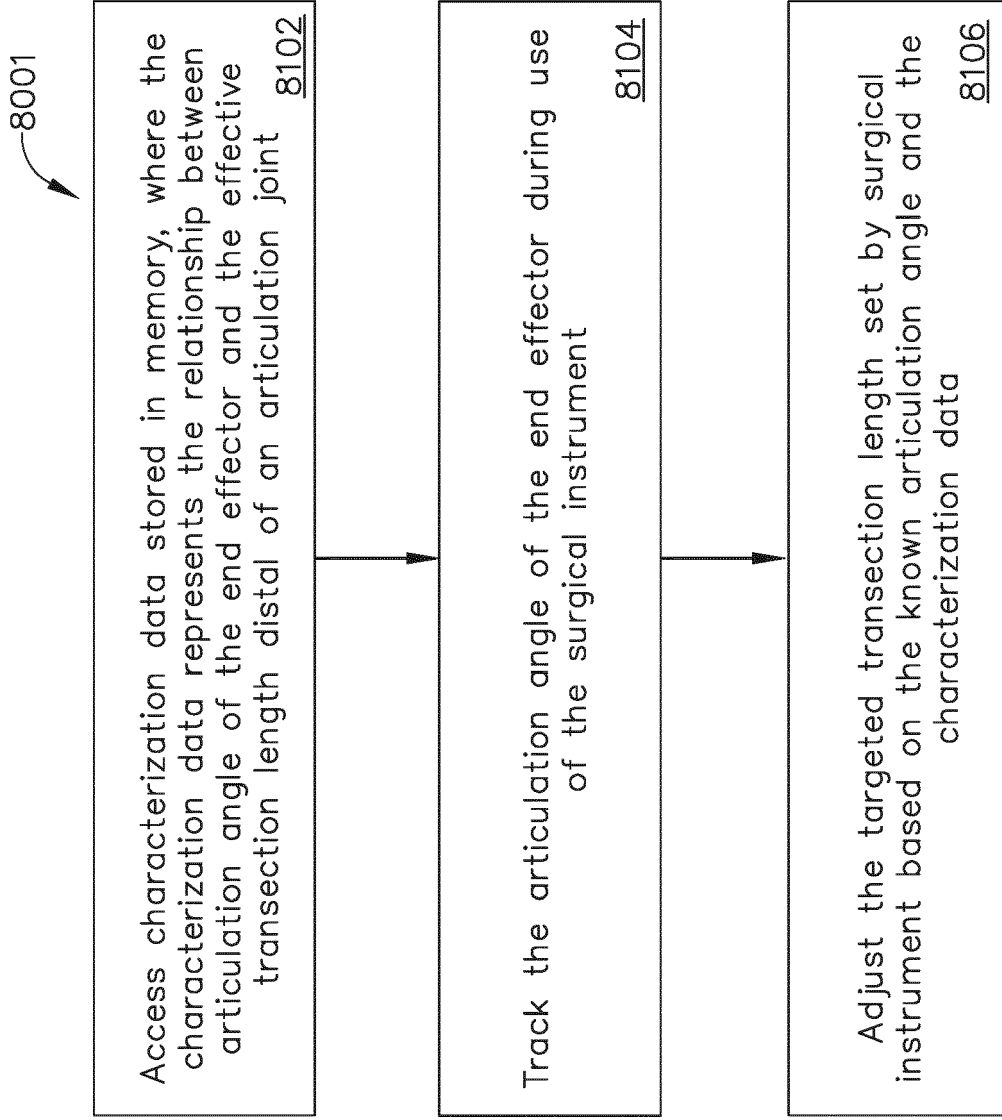 8001
Access characterization data stored in memory, where the
characterization data represents the relationship between
articulation angle of the end effector and the effective
transection length distal of an articulation joint
8102
Track the articulation angle of the end effector during use
of the surgical instrument
8104
Adjust the targeted transection length set by surgical
instrument based on the known articulation angle and the
characterization data
8106